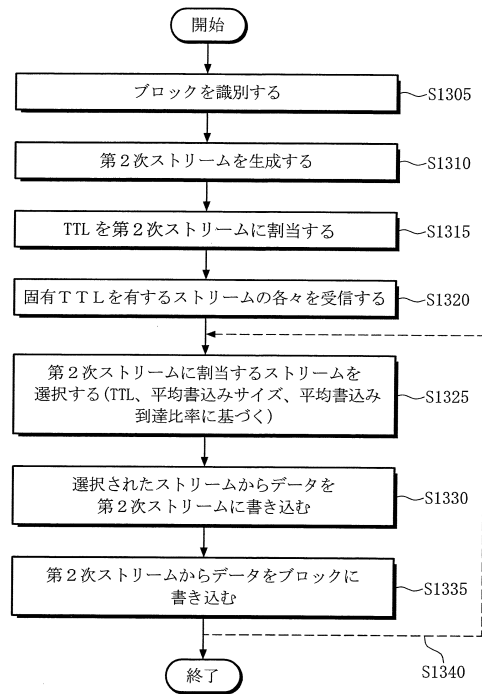 開始
ブロックを識別する
S1305
第２次ストリームを生成する
S1310
TTLを第２次ストリームに割当する
S1315
固有ＴＴＬを有するストリームの各々を受信する
S1320
第２次ストリームに割当するストリームを
選択する(TTL、平均書込みサイズ、平均書込み
到達比率に基づく)
S1325
選択されたストリームからデータを
第２次ストリームに書き込む
S1330
第２次ストリームからデータをブロックに
書き込む
S1335
S1340
終了